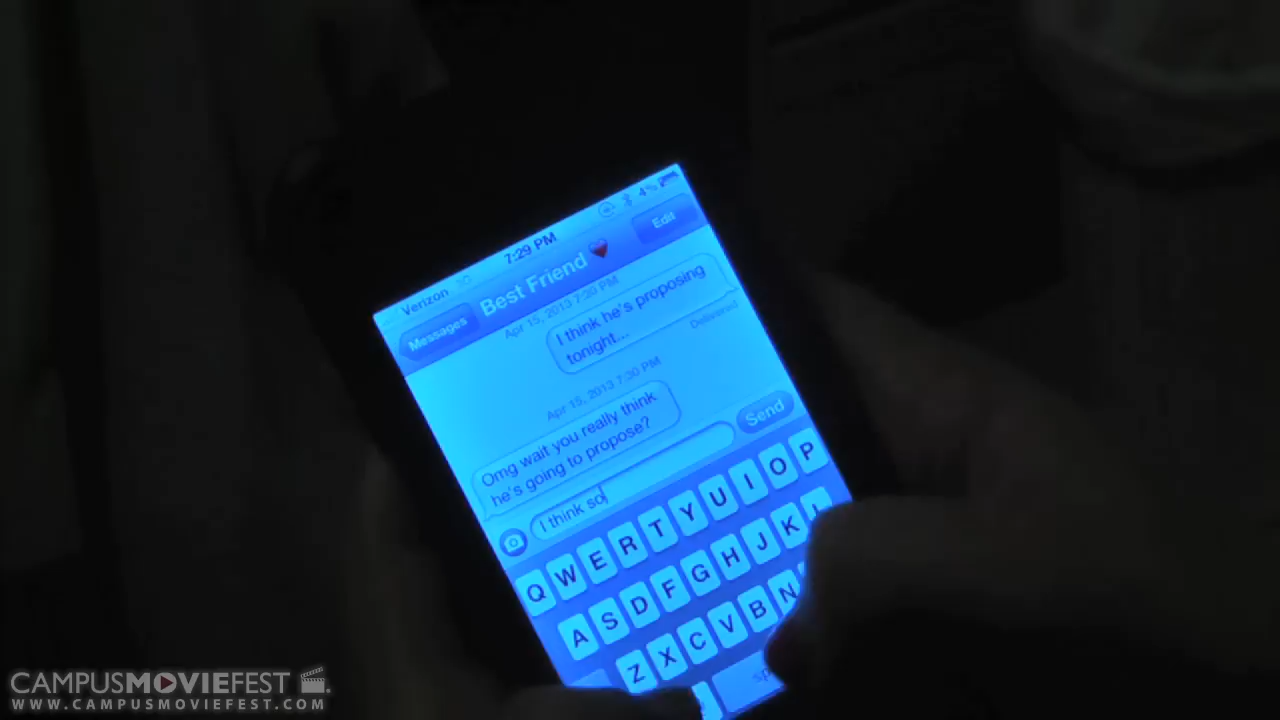 Verizon
7:29 PM
4%
Messages
Best Friend
Edit
Apr 15, 2013 7:20 PM
I think he's proposing
tonight...
Delivered
Apr 15, 2013 7:30 PM
Omg wait you really think
he's going to propose?
I think so
Send
Q W E R T Y U I O P
A S D F G H J K L
Z X C V B N
CAMPUSMOVIEFEST
WWW.CAMPUSMOVIEFEST.COM